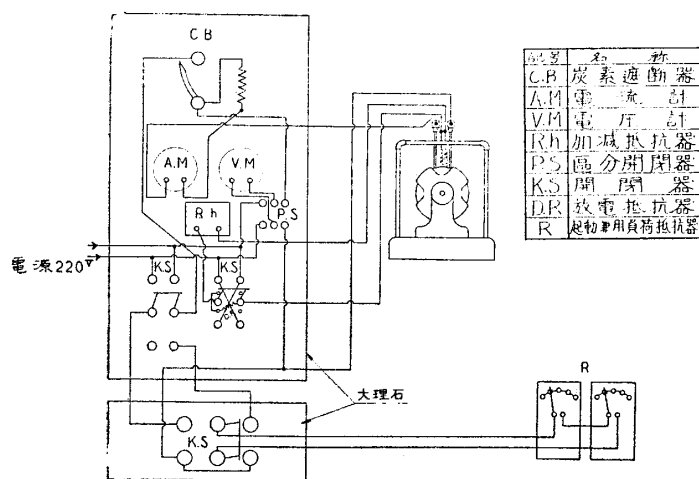 C B
A.M
V.M
R h
P.S
K.S
K.S
電源220V
大理石
K.S
R
記号 名 称
C.B 炭素遮断器
A.M 電流計
V.M 電圧計
R.h 加減抵抗器
P.S 區分開閉器
K.S 開閉器
D.R 放電抵抗器
R 起動兼用負荷抵抗器